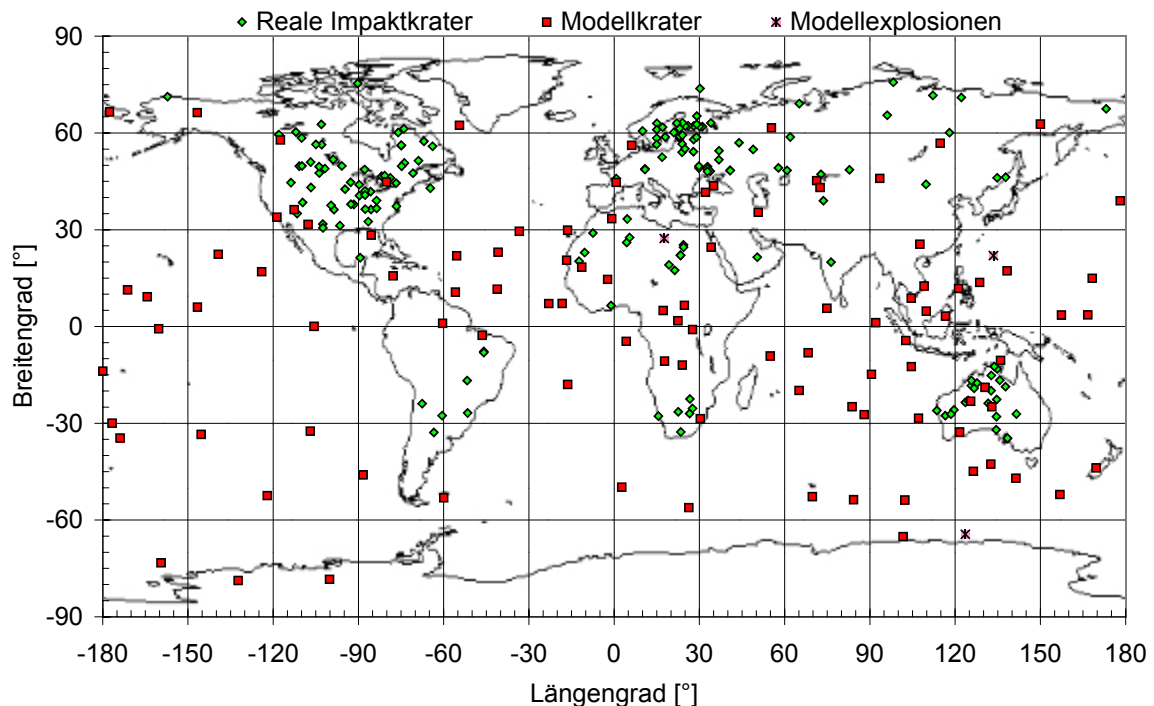 Reale Impaktkrater Modellkrater Modellexplosionen
90
60
30
0
-30
-60
-90
Breitengrad [°]
-180 -150 -120 -90 -60 -30 0 30 60 90 120 150 180
Längengrad [°]